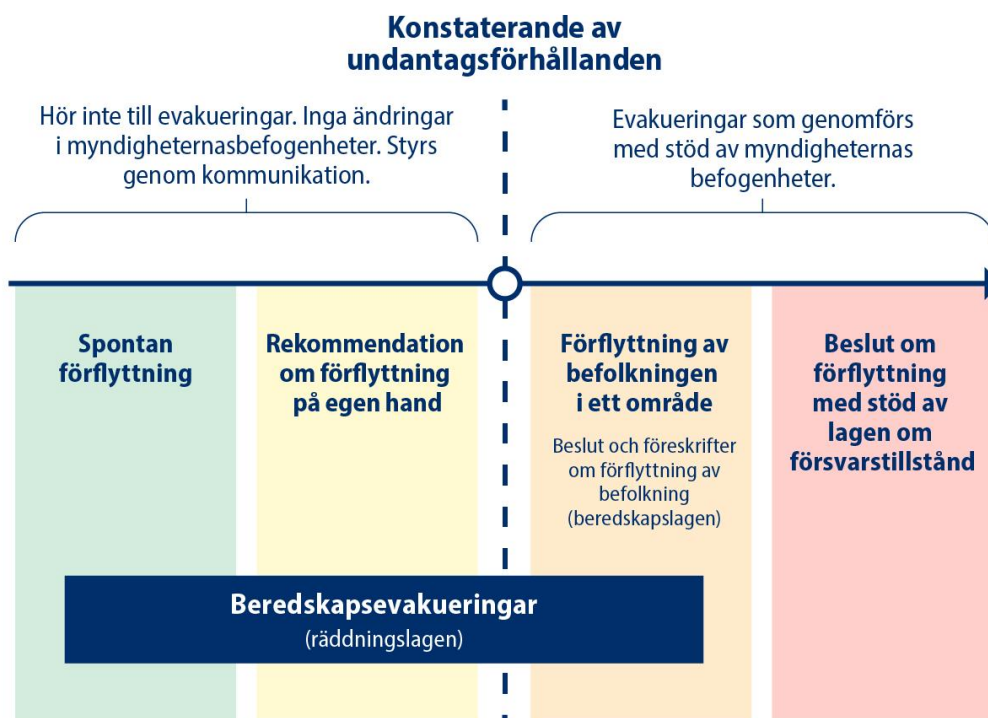 Konstaterande av
undantagsförhållanden
Hör inte till evakueringar. Inga ändringar
i myndigheternasbefogenheter. Styrs
genom kommunikation.
Evakueringar som genomförs
med stöd av myndigheternas
befogenheter.
Spontan
förflyttning
Rekommendation
om förflyttning
på egen hand
Förflyttning av
befolkningen
i ett område
Beslut och föreskrifter
om förflyttning av
befolkning
(beredskapslagen)
Beslut om
förflyttning
med stöd av
lagen om
försvarstillstånd
Beredskapsevakueringar
(räddningslagen)